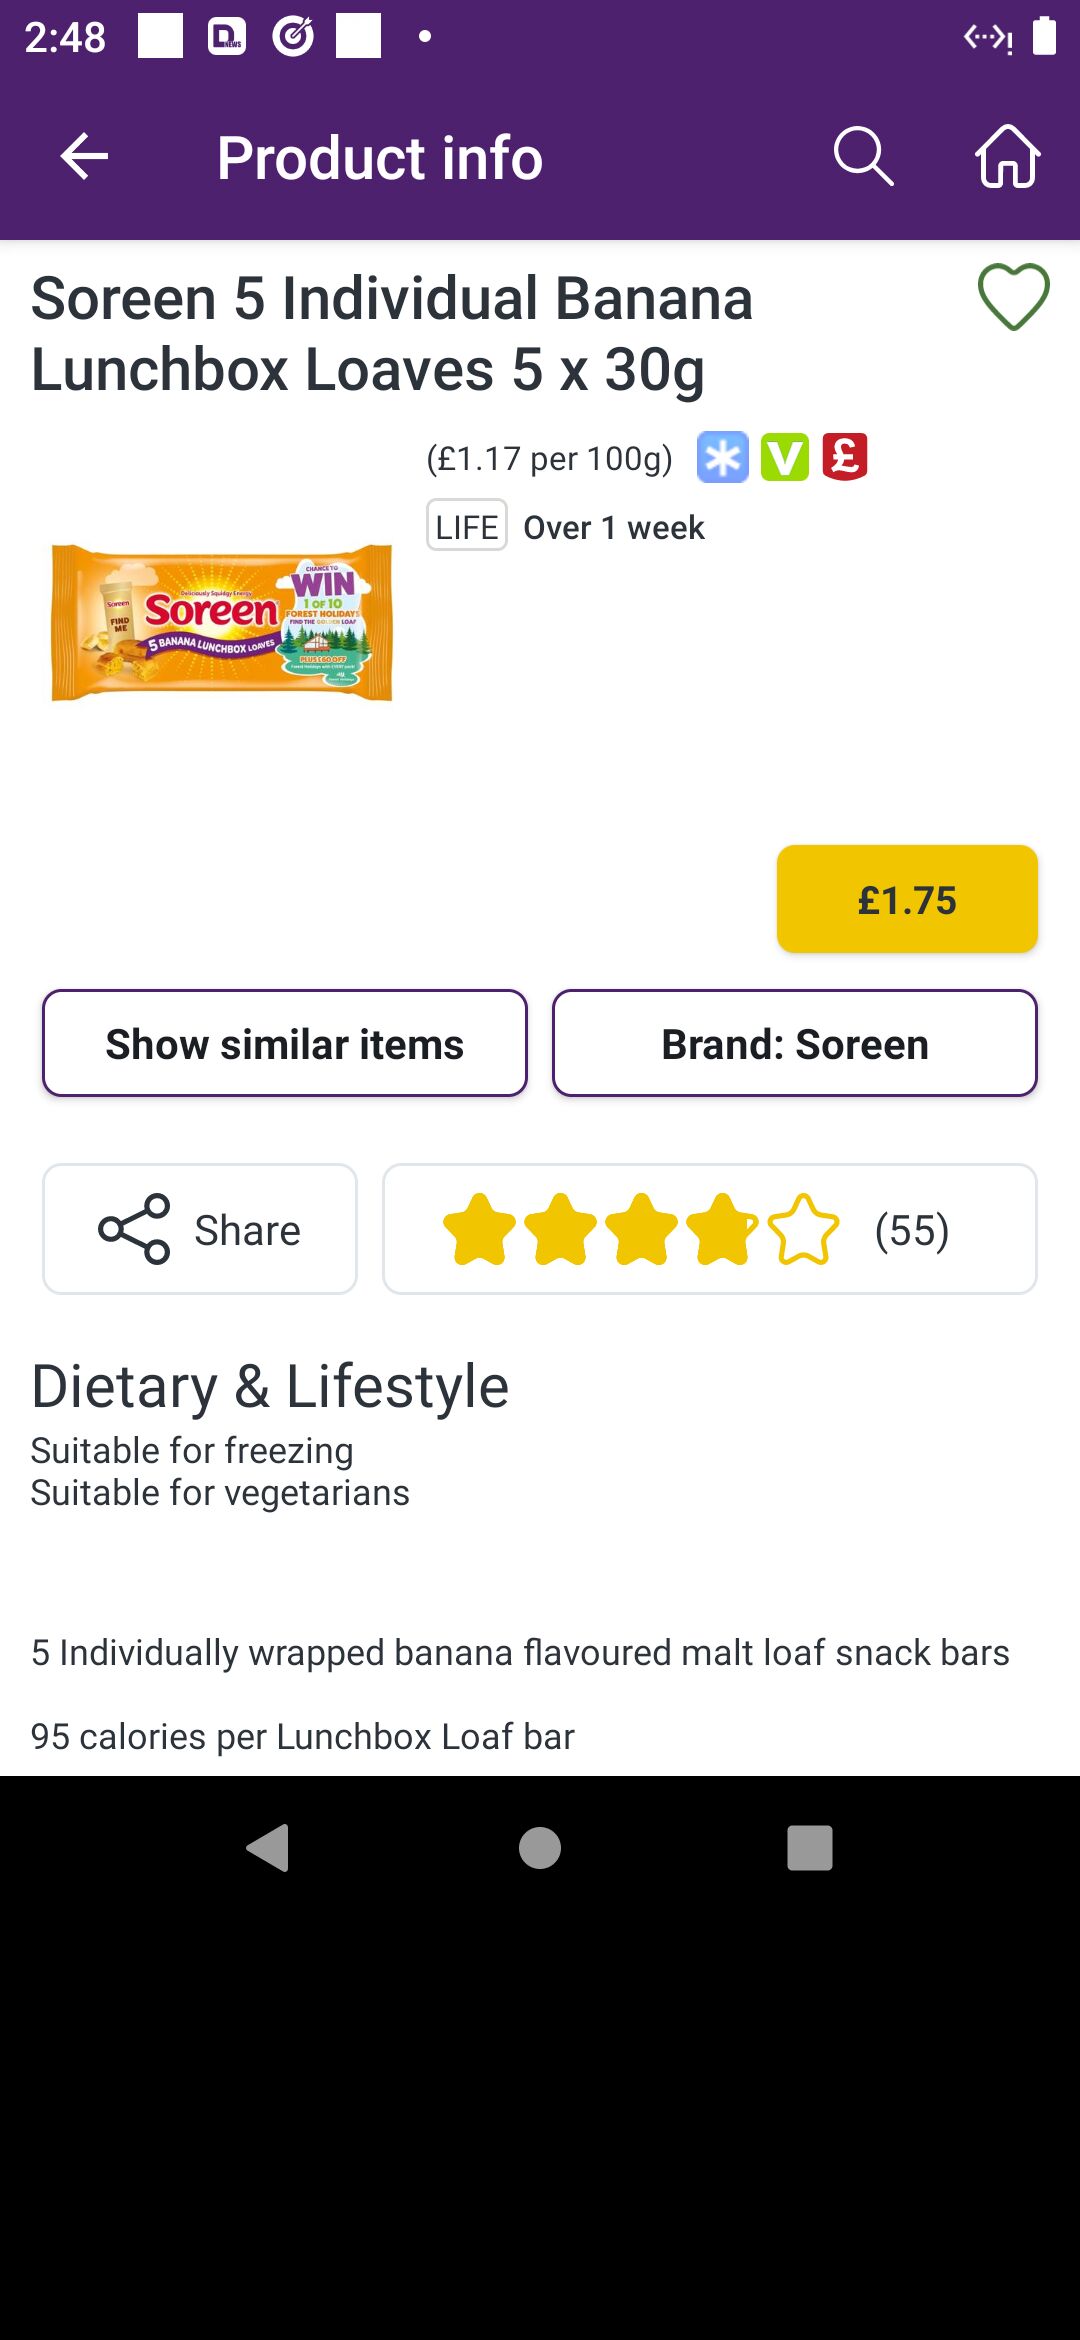 2:48
Product info
Soreen 5 Individual Banana
Lunchbox Loaves 5 x 30g
(£1.17 per 100g) V £
LIFE Over 1 week
Deliciously Squidgy Energy
Soreen
5 BANANA LUNCHBOX LOAVES
Soreen
FIND
ME
CHANCE TO
WIN
1 OF 10
FOREST HOLIDAYS
FIND THE GOLDEN LOAF
£1.75
Show similar items
Brand: Soreen
Share
(55)
Dietary & Lifestyle
Suitable for freezing
Suitable for vegetarians
5 Individually wrapped banana flavoured malt loaf snack bars
95 calories per Lunchbox Loaf bar